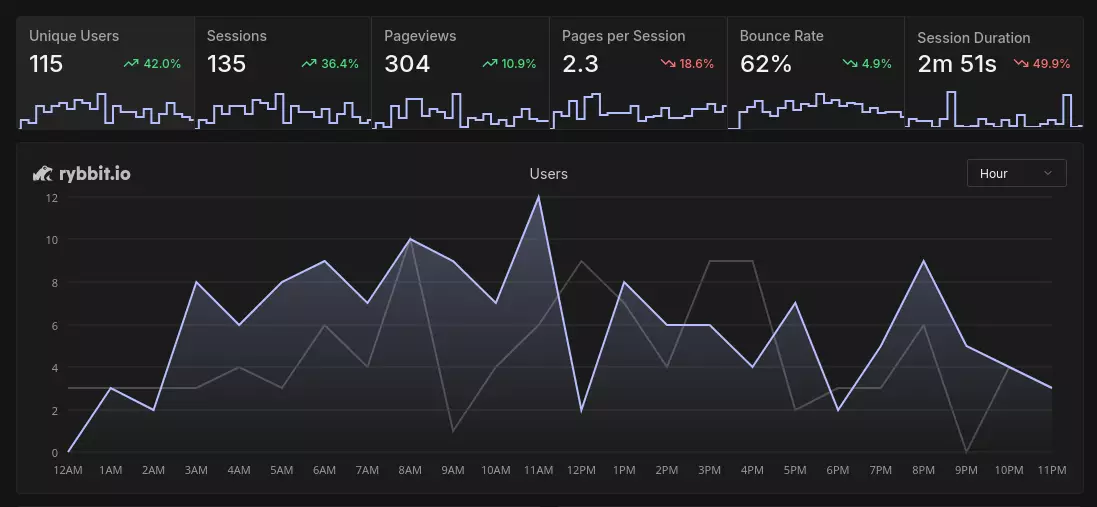 Unique Users
115 42.0%
Sessions
135 36.4%
Pageviews
304 10.9%
Pages per Session
2.3 18.6%
Bounce Rate
62% 4.9%
Session Duration
2m 51s 49.9%
rybbit.io
Users
Hour
12
10
8
6
4
2
0
12AM 1AM 2AM 3AM 4AM 5AM 6AM 7AM 8AM 9AM 10AM 11AM 12PM 1PM 2PM 3PM 4PM 5PM 6PM 7PM 8PM 9PM 10PM 11PM